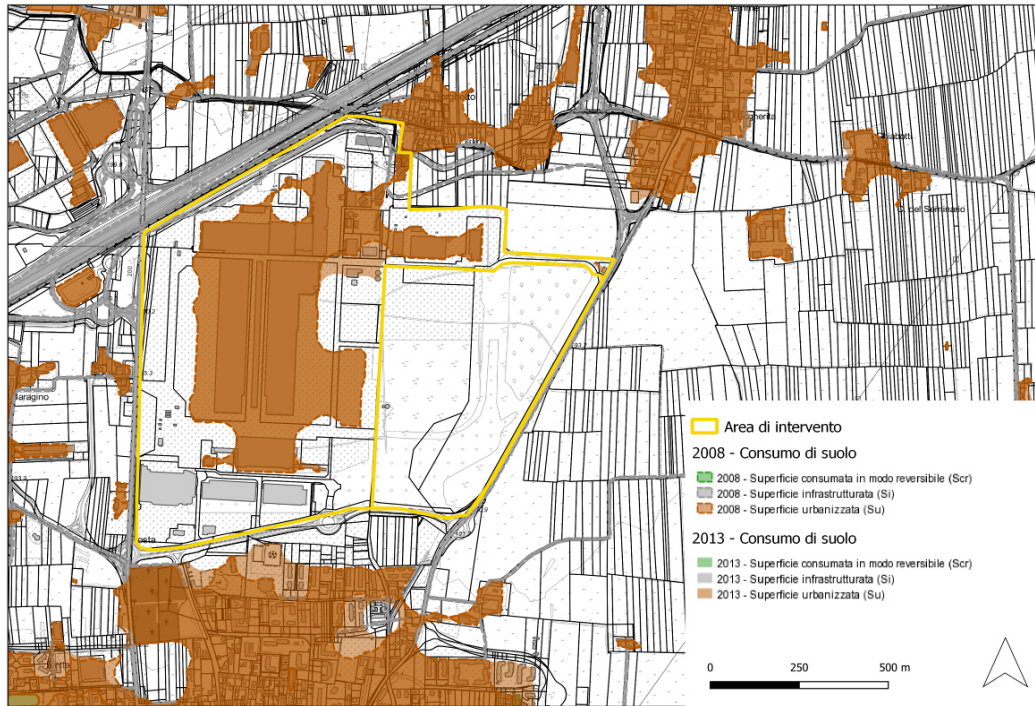 del Seminario
Area di intervento
2008 - Consumo di suolo
2008 - Superficie consumata in modo reversibile (Scr)
2008 - Superficie infrastrutturata (Si)
2008 - Superficie urbanizzata (Su)
2013 - Consumo di suolo
2013 - Superficie consumata in modo reversibile (Scr)
2013 - Superficie infrastrutturata (Si)
2013 - Superficie urbanizzata (Su)
0 250 500 m